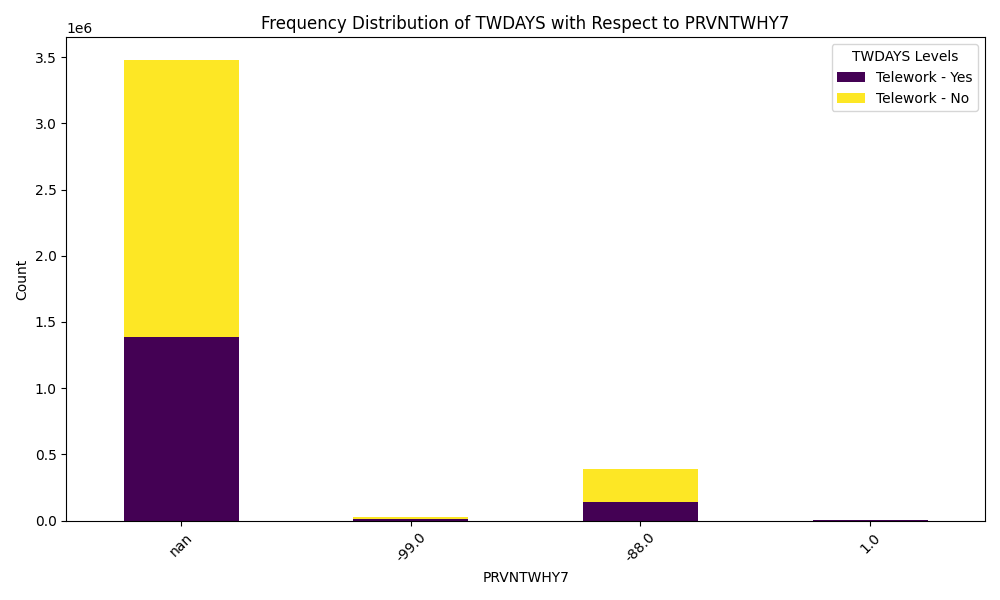 Frequency Distribution of TWDAYS with Respect to PRVNTWHY7
1e6
3.5
3.0
2.5
2.0
1.5
1.0
0.5
0.0
Count
TWDAYS Levels
Telework - Yes
Telework - No
nan
-99.0
-88.0
1.0
PRVNTWHY7